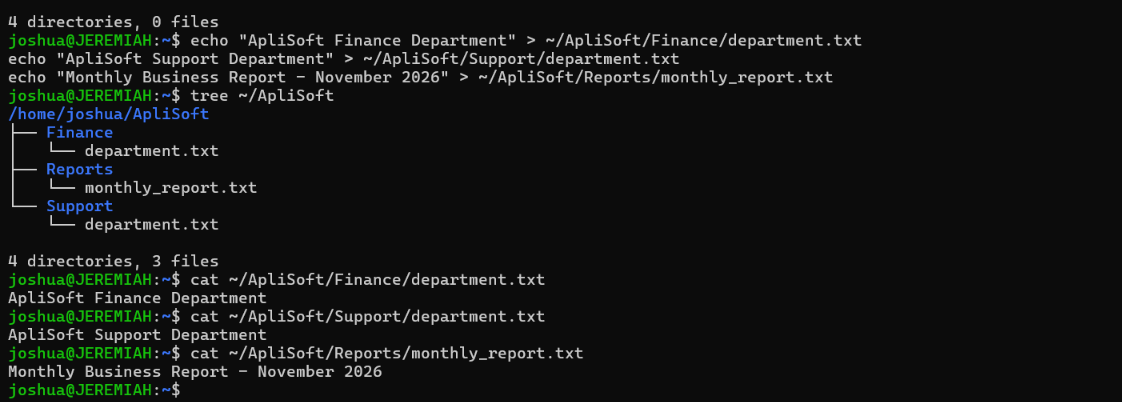 4 directories, 0 files
joshua@JEREMIAH:~$ echo "ApliSoft Finance Department" > ~/ApliSoft/Finance/department.txt
echo "ApliSoft Support Department" > ~/ApliSoft/Support/department.txt
echo "Monthly Business Report - November 2026" > ~/ApliSoft/Reports/monthly_report.txt
joshua@JEREMIAH:~$ tree ~/ApliSoft
/home/joshua/ApliSoft
├── Finance
│   └── department.txt
├── Reports
│   └── monthly_report.txt
└── Support
    └── department.txt
4 directories, 3 files
joshua@JEREMIAH:~$ cat ~/ApliSoft/Finance/department.txt
ApliSoft Finance Department
joshua@JEREMIAH:~$ cat ~/ApliSoft/Support/department.txt
ApliSoft Support Department
joshua@JEREMIAH:~$ cat ~/ApliSoft/Reports/monthly_report.txt
Monthly Business Report - November 2026
joshua@JEREMIAH:~$